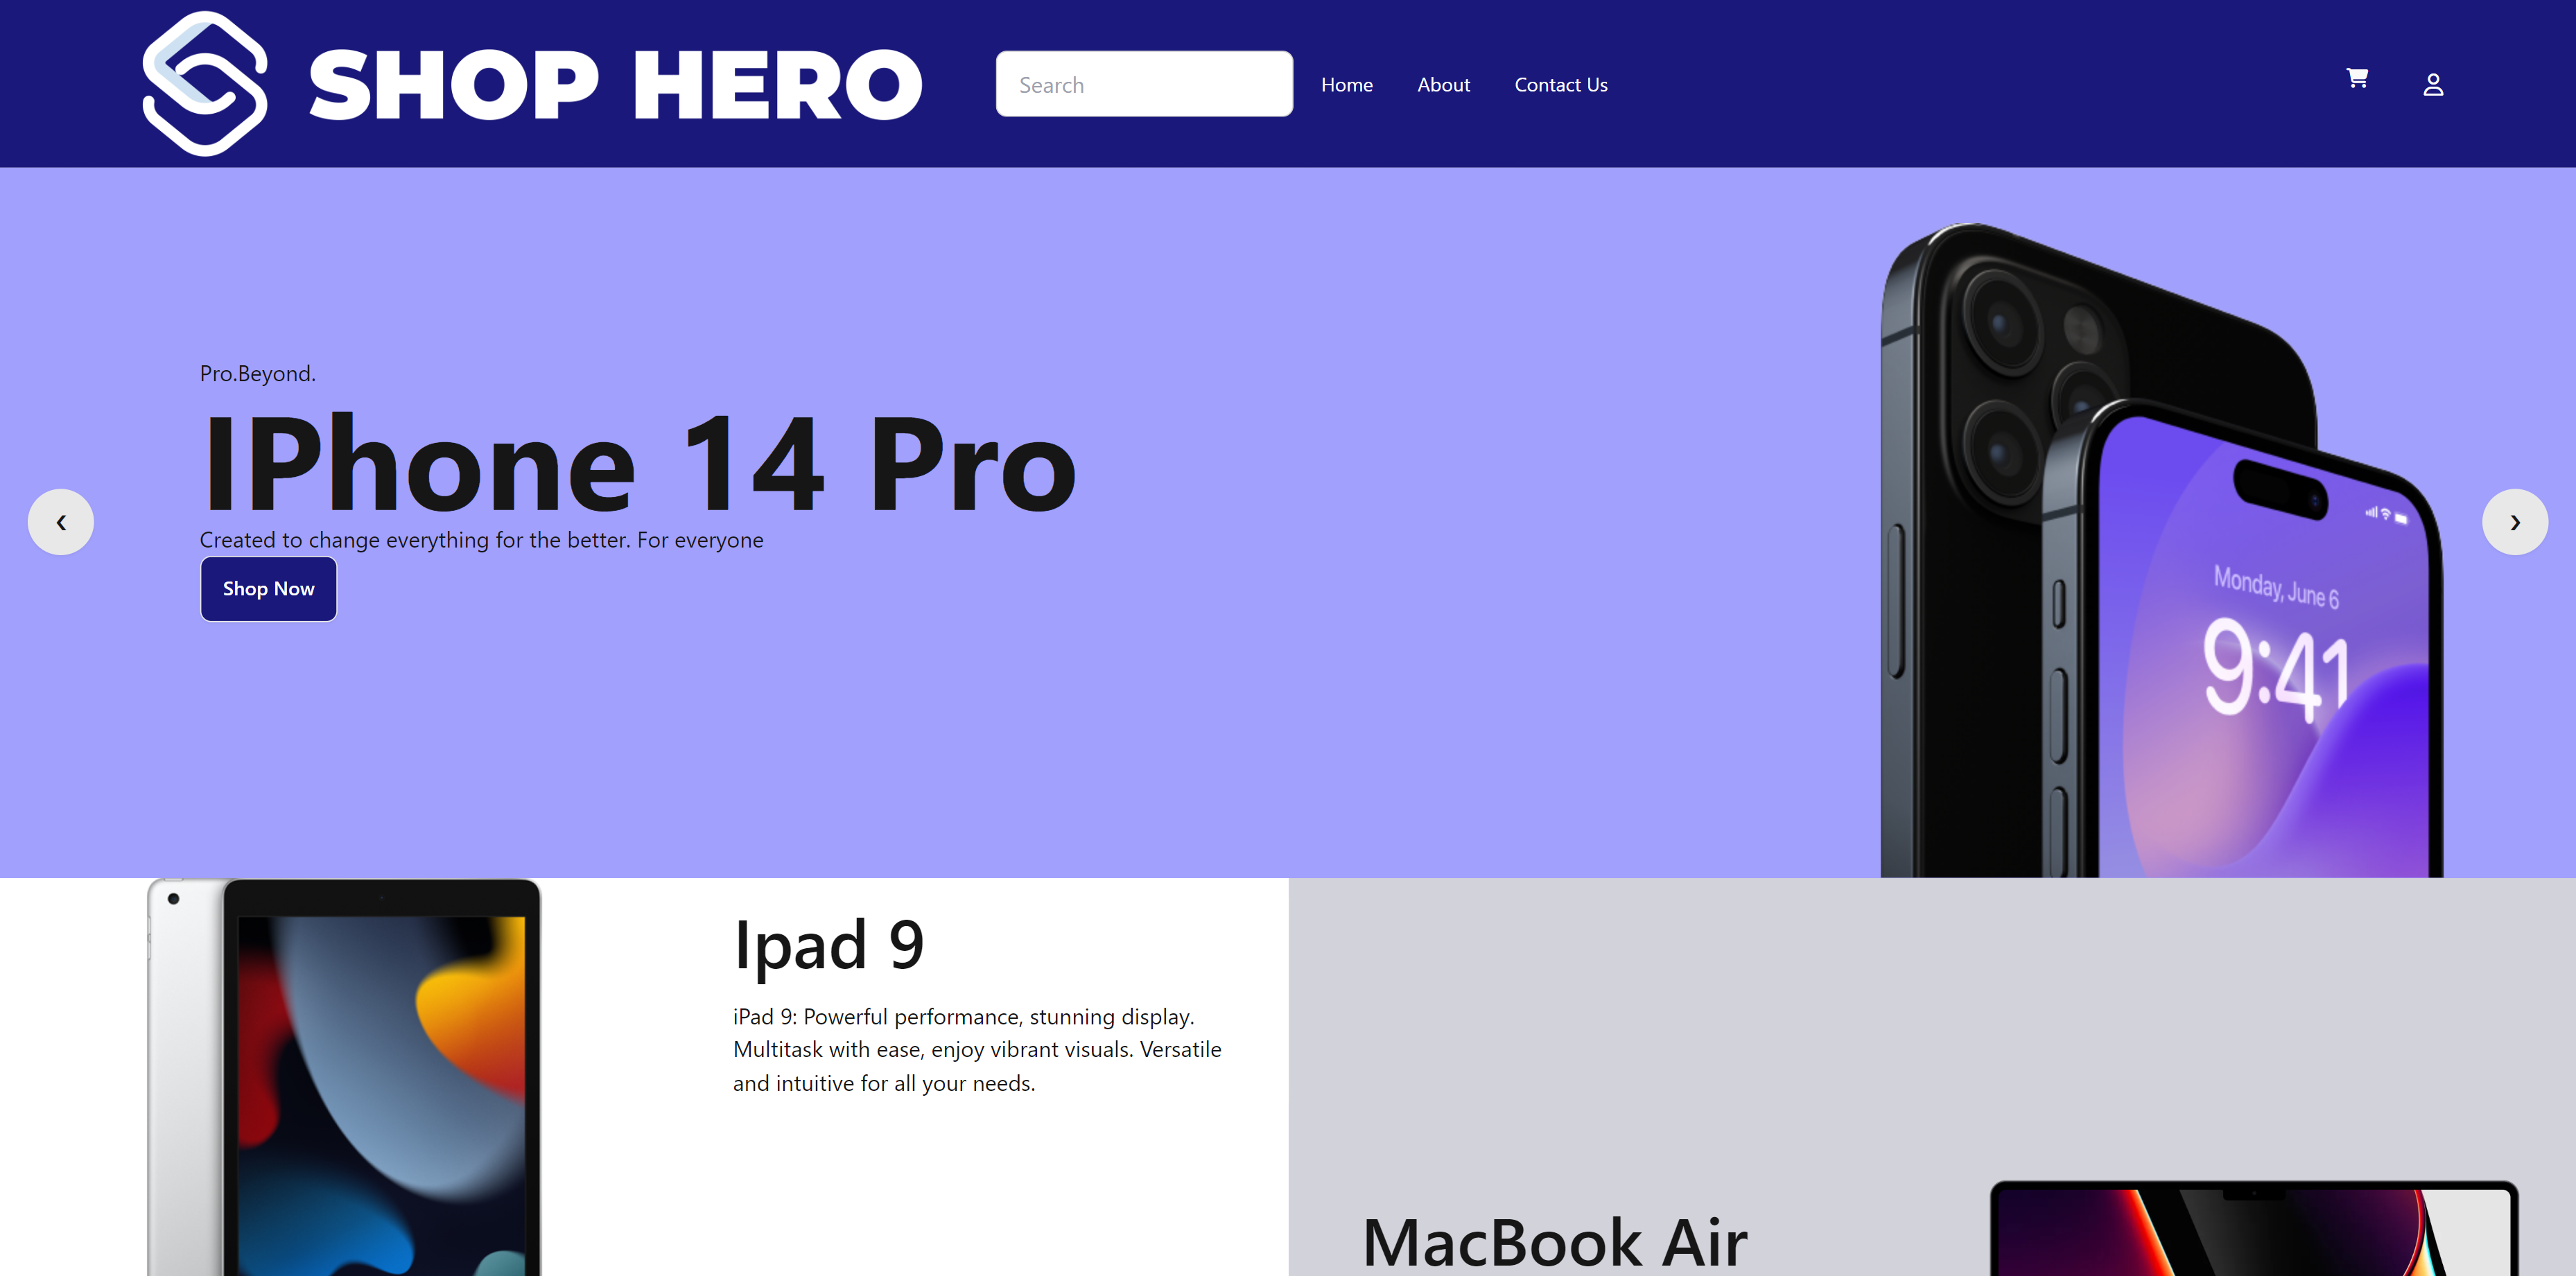 SHOP HERO
Search
Home
About
Contact Us
Pro.Beyond.
IPhone 14 Pro
Created to change everything for the better. For everyone
Shop Now
Monday, June 6
9:41
Ipad 9
iPad 9: Powerful performance, stunning display.
Multitask with ease, enjoy vibrant visuals. Versatile
and intuitive for all your needs.
MacBook Air